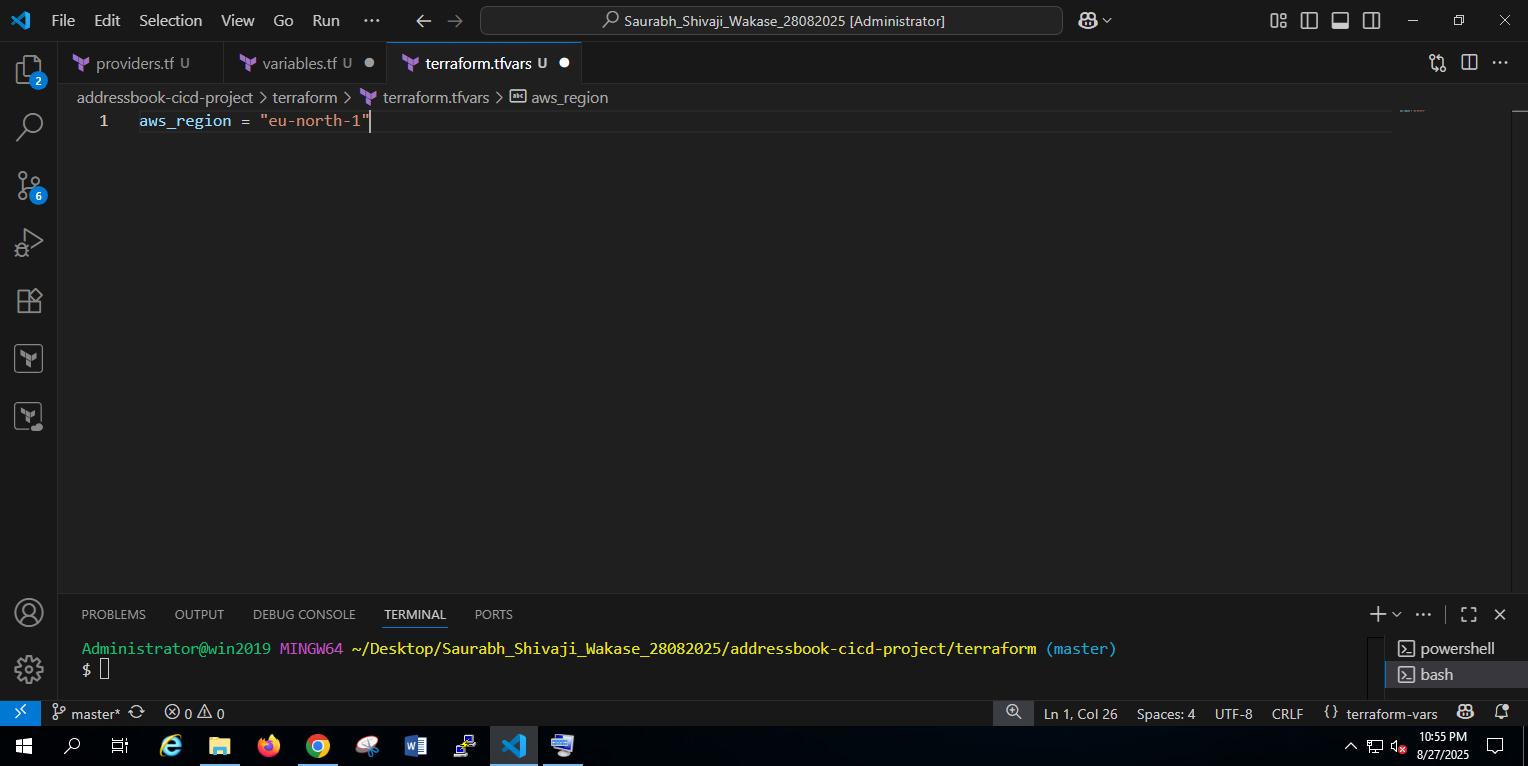 File Edit Selection View Go Run ··· Saurabh_Shivaji_Wakase_28082025 [Administrator]
providers.tf U variables.tf U terraform.tfvars U
addressbook-cicd-project > terraform > terraform.tfvars > abc aws_region
1 aws_region = "eu-north-1"
2
6
PROBLEMS OUTPUT DEBUG CONSOLE TERMINAL PORTS
Administrator@win2019 MINGW64 ~/Desktop/Saurabh_Shivaji_Wakase_28082025/addressbook-cicd-project/terraform (master)
$
powershell
bash
master* 0 0 Ln 1, Col 26 Spaces: 4 UTF-8 CRLF {} terraform-vars
10:55 PM
8/27/2025